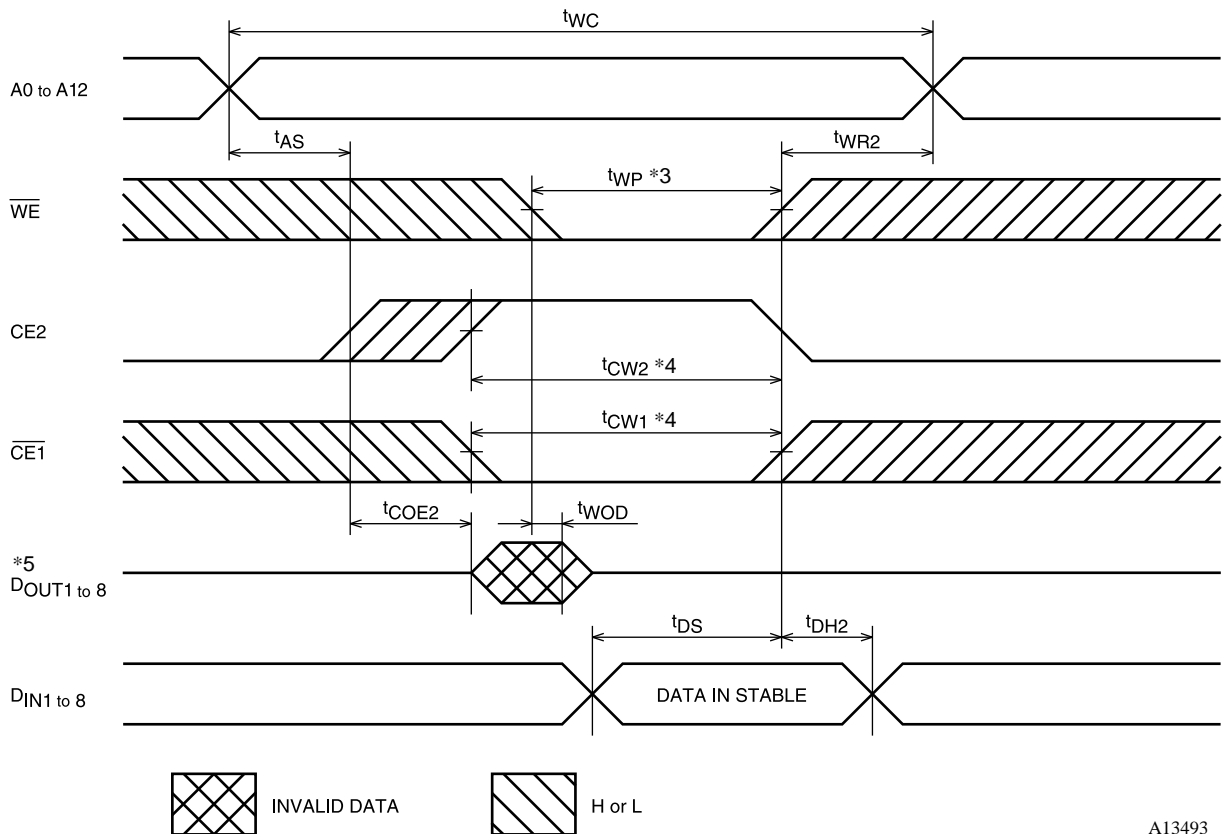 tWC
A0 to A12
tAS
tWR2
tWP *3
WE
CE2
tCW2 *4
tCW1 *4
CE1
tCOE2
tWOD
*5
DOUT1 to 8
tDS
tDH2
DIN1 to 8
DATA IN STABLE
INVALID DATA
H or L
A13493